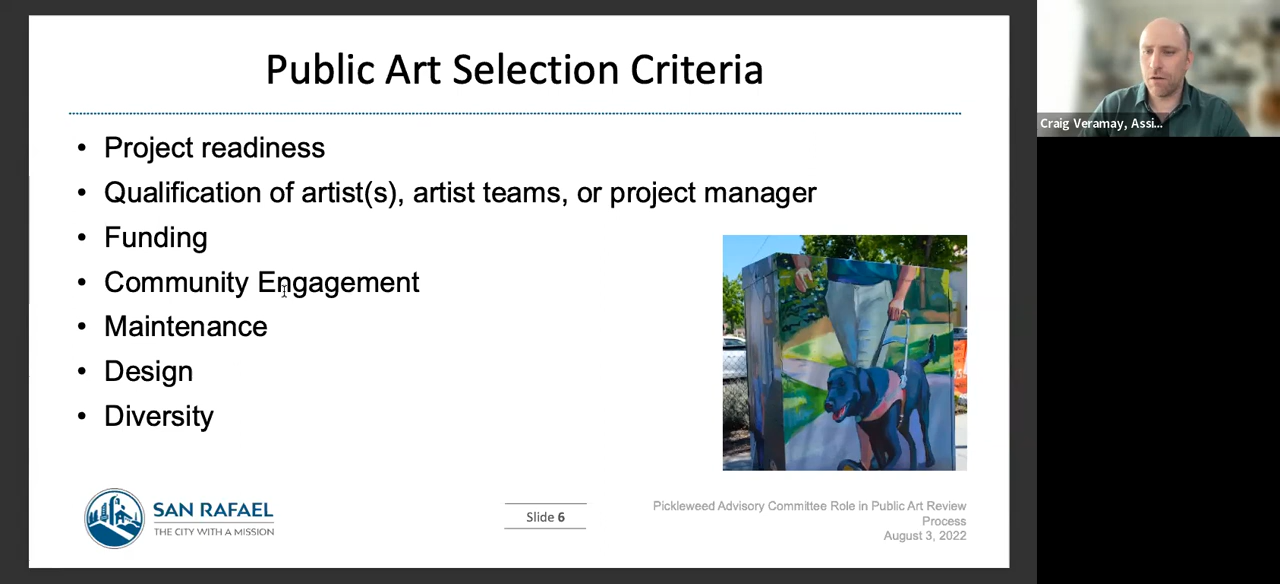 Public Art Selection Criteria
• Project readiness
• Qualification of artist(s), artist teams, or project manager
• Funding
• Community Engagement
• Maintenance
• Design
• Diversity
SAN RAFAEL
THE CITY WITH A MISSION
Slide 6
Pickleweed Advisory Committee Role in Public Art Review
Process
August 3, 2022
Craig Veramay, Assi...